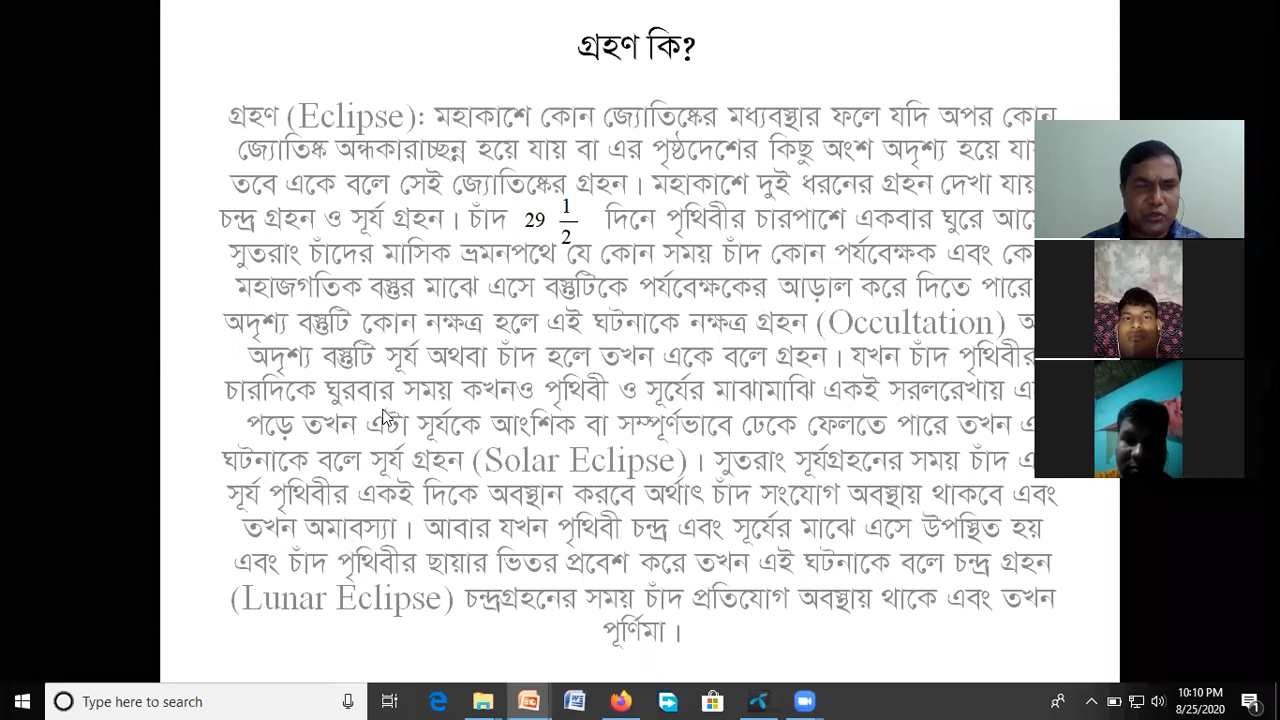 গ্রহণ কি?
গ্রহণ (Eclipse): মহাকাশে কোন জ্যোতিষ্কের মধ্যবস্থার ফলে যদি অপর কোন
জ্যোতিষ্ক অন্ধকারাচ্ছন্ন হয়ে যায় বা এর পৃষ্ঠদেশের কিছু অংশ অদৃশ্য হয়ে
তবে একে বলে সেই জ্যোতিষ্কের গ্রহন। মহাকাশে দুই ধরনের গ্রহন দেখা যায়
চন্দ্র গ্রহন ও সূর্য গ্রহন। চাঁদ 29 1/2 দিনে পৃথিবীর চারপাশে একবার ঘুরে
সুতরাং চাঁদের মাসিক ভ্রমনপথে যে কোন সময় চাঁদ কোন পর্যবেক্ষক এবং
মহাজগতিক বস্তুর মাঝে এসে বস্তুটিকে পর্যবেক্ষকের আড়াল করে দিতে পারে
অদৃশ্য বস্তুটি কোন নক্ষত্র হলে এই ঘটনাকে নক্ষত্র গ্রহন (Occultation)
অদৃশ্য বস্তুটি সূর্য অথবা চাঁদ হলে তখন একে বলে গ্রহন। যখন চাঁদ পৃথিবীর
চারদিকে ঘুরবার সময় কখনও পৃথিবী ও সূর্যের মাঝামাঝি একই সরলরেখায়
পড়ে তখন এটা সূর্যকে আংশিক বা সম্পূর্ণভাবে ঢেকে ফেলতে পারে তখন
ঘটনাকে বলে সূর্য গ্রহন (Solar Eclipse)। সুতরাং সূর্যগ্রহনের সময় চাঁদ
সূর্য পৃথিবীর একই দিকে অবস্থান করবে অর্থাৎ চাঁদ সংযোগ অবস্থায় থাকবে এবং
তখন অমাবস্যা। আবার যখন পৃথিবী চন্দ্র এবং সূর্যের মাঝে এসে উপস্থিত হয়
এবং চাঁদ পৃথিবীর ছায়ার ভিতর প্রবেশ করে তখন এই ঘটনাকে বলে চন্দ্র গ্রহন
(Lunar Eclipse) চন্দ্রগ্রহনের সময় চাঁদ প্রতিযোগ অবস্থায় থাকে এবং তখন
পূর্ণিমা।
Type here to search
10:10 PM
8/25/2020